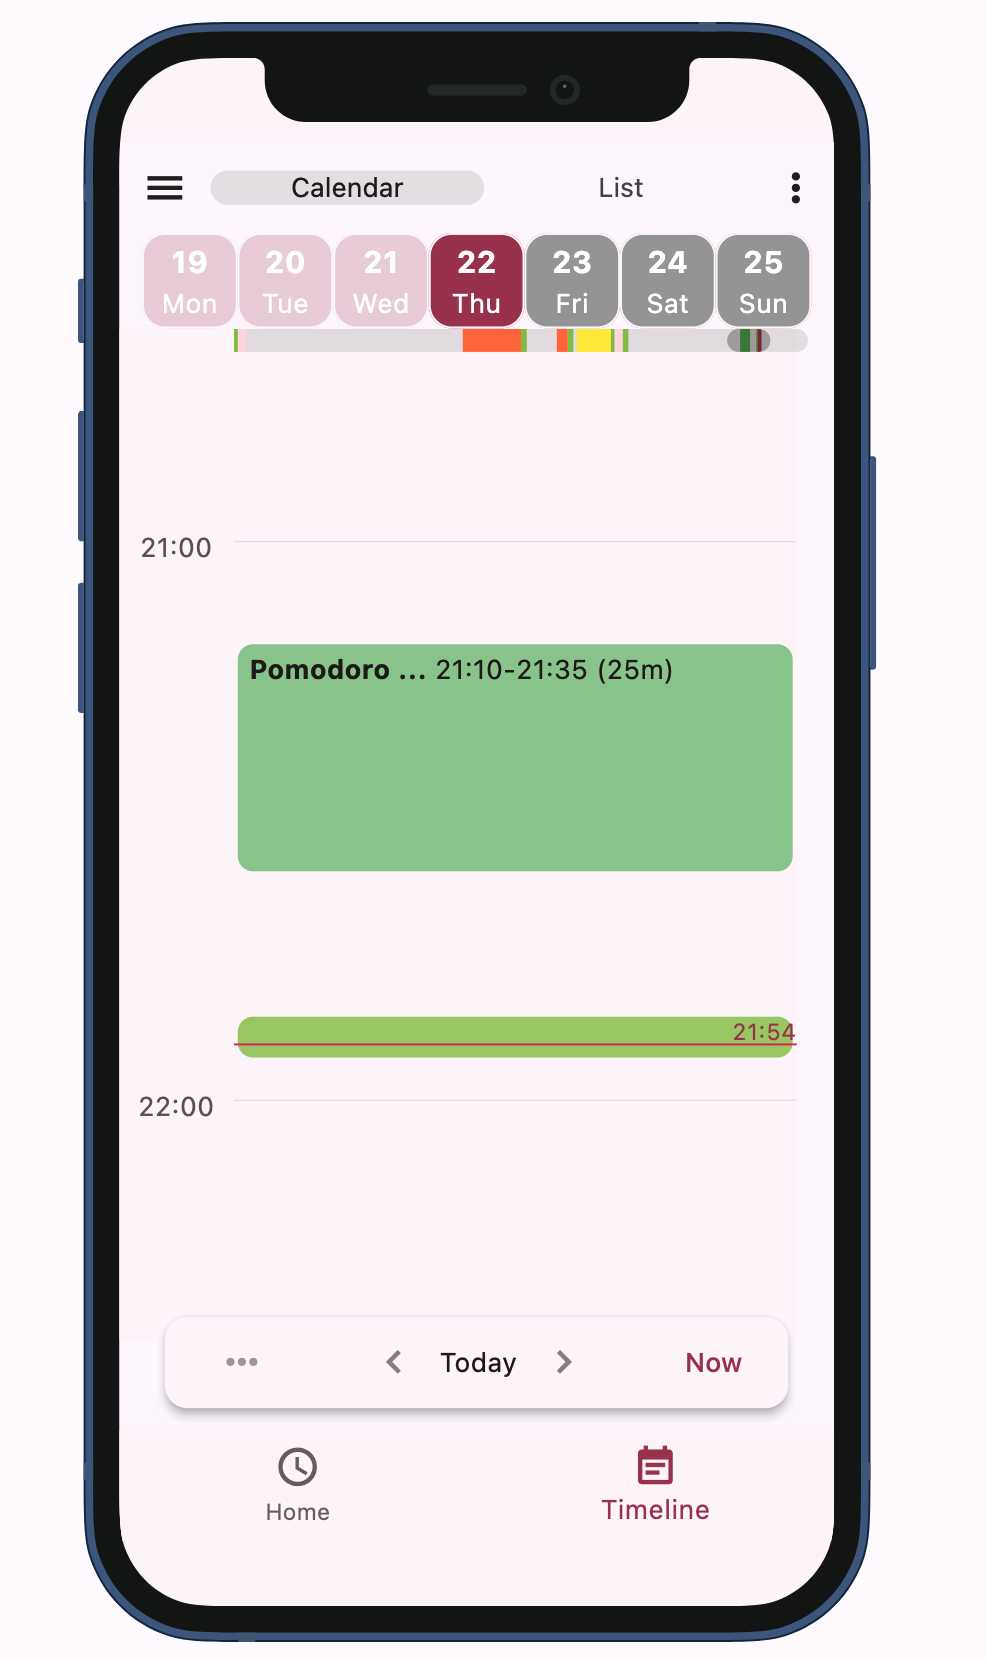 Calendar List
19 20 21 22 23 24 25
Mon Tue Wed Thu Fri Sat Sun
21:00
Pomodoro ... 21:10-21:35 (25m)
21:54
22:00
Today Now
Home Timeline